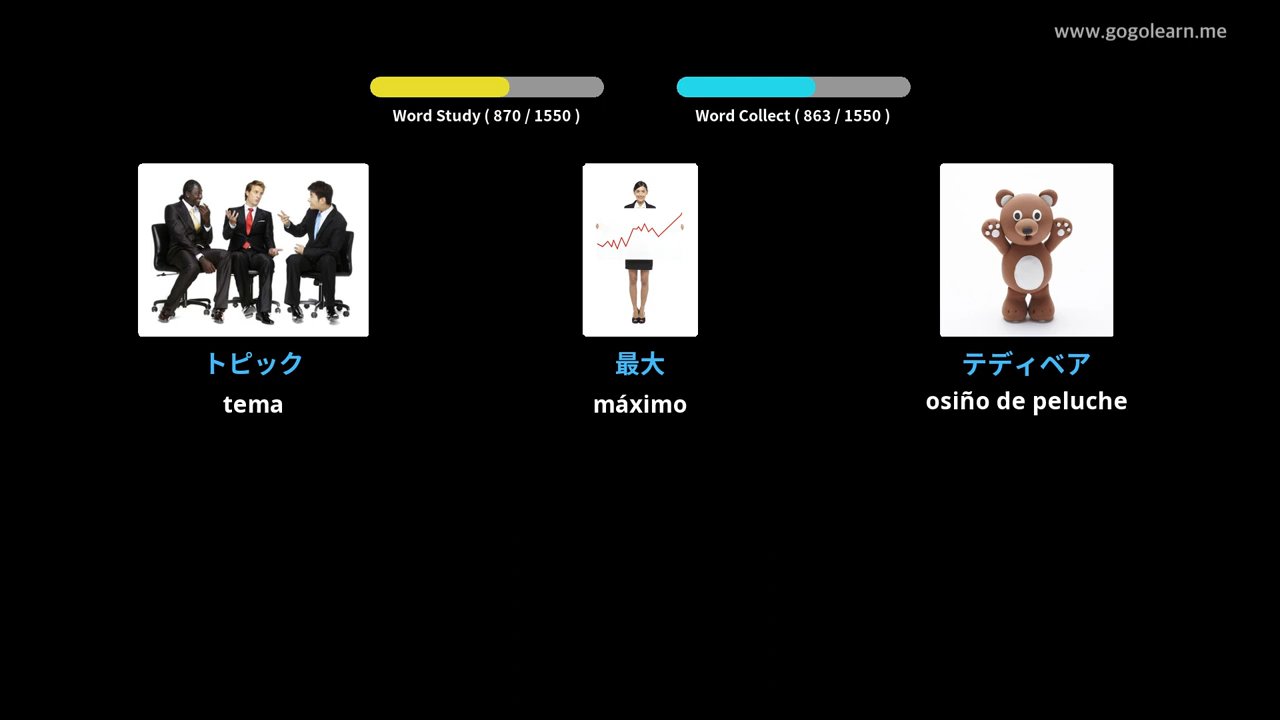 www.gogolearn.me
Word Study ( 870 / 1550 )
Word Collect ( 863 / 1550 )
トピック
最大
テディベア
tema
máximo
osiño de peluche